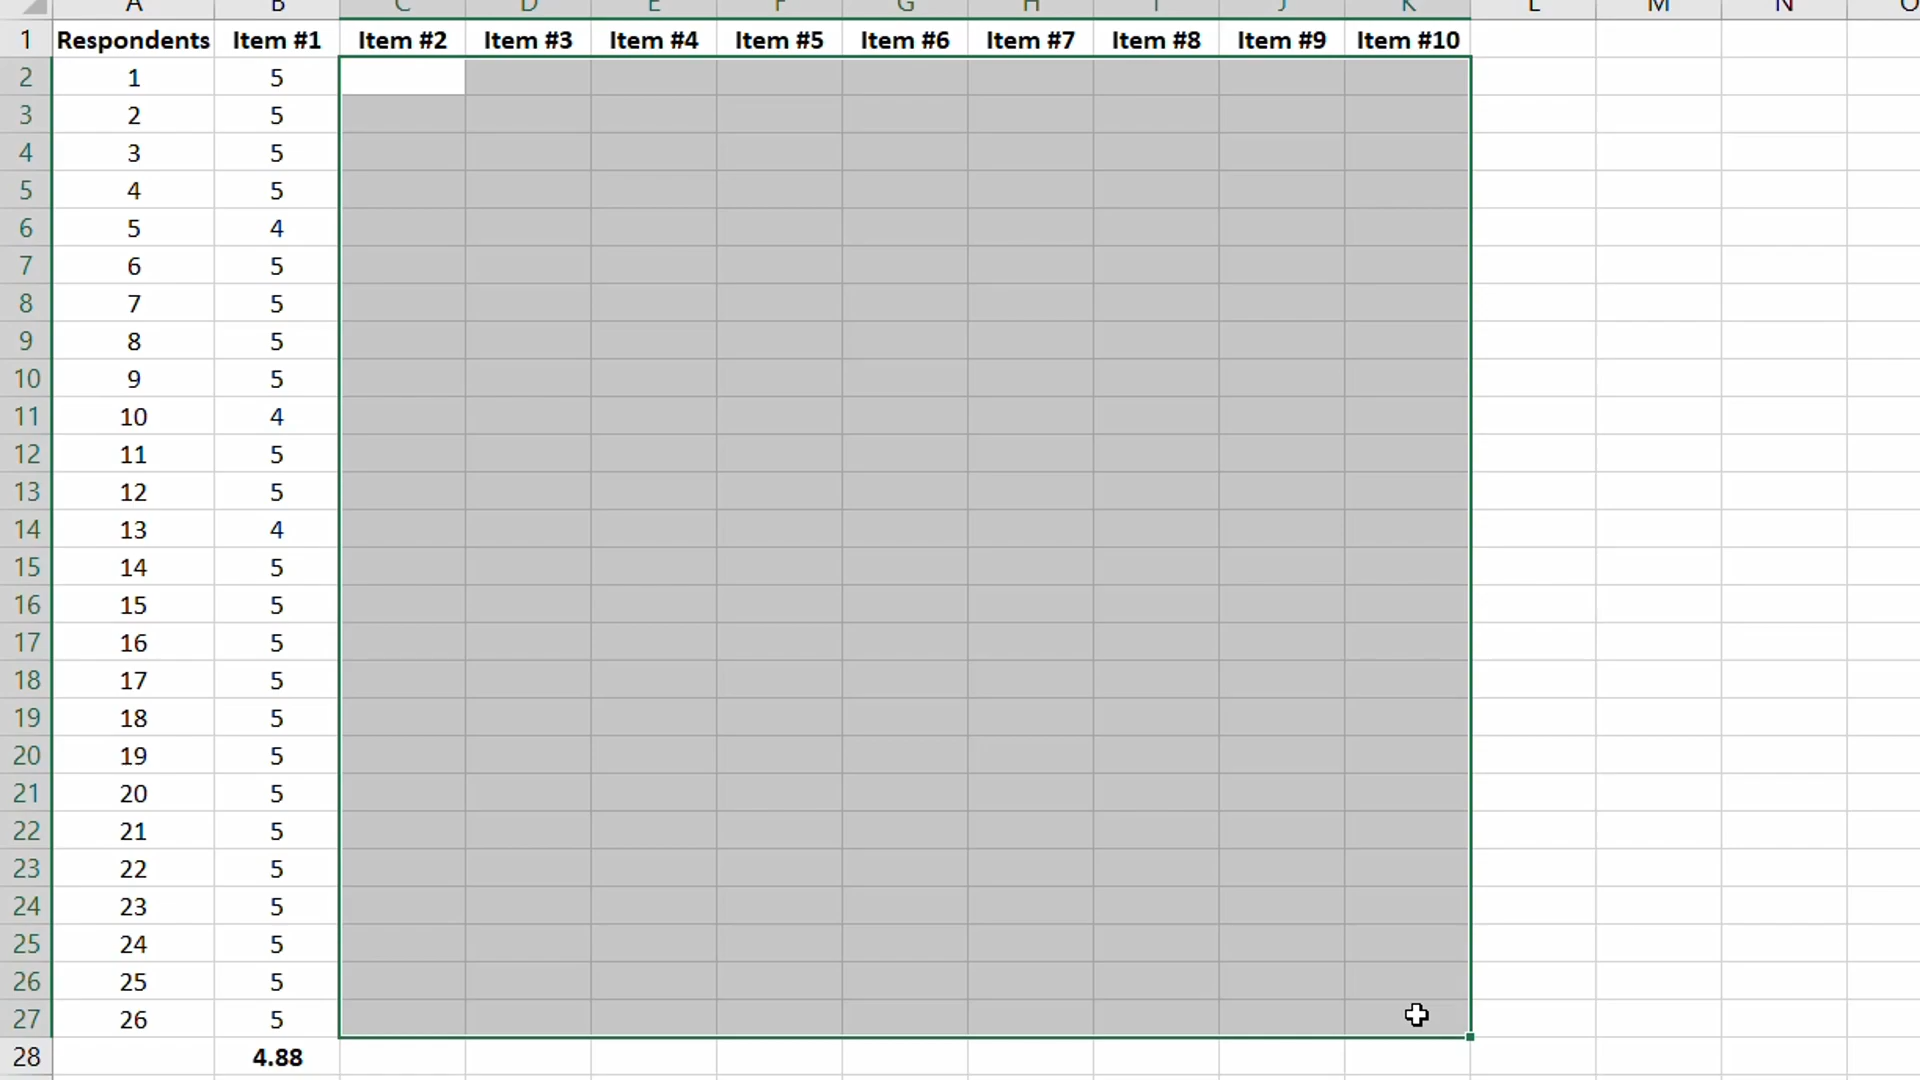 A B C D E F G H I J K L M N O
1 Respondents Item #1 Item #2 Item #3 Item #4 Item #5 Item #6 Item #7 Item #8 Item #9 Item #10
2 1 5
3 2 5
4 3 5
5 4 5
6 5 4
7 6 5
8 7 5
9 8 5
10 9 5
11 10 4
12 11 5
13 12 5
14 13 4
15 14 5
16 15 5
17 16 5
18 17 5
19 18 5
20 19 5
21 20 5
22 21 5
23 22 5
24 23 5
25 24 5
26 25 5
27 26 5
28 4.88